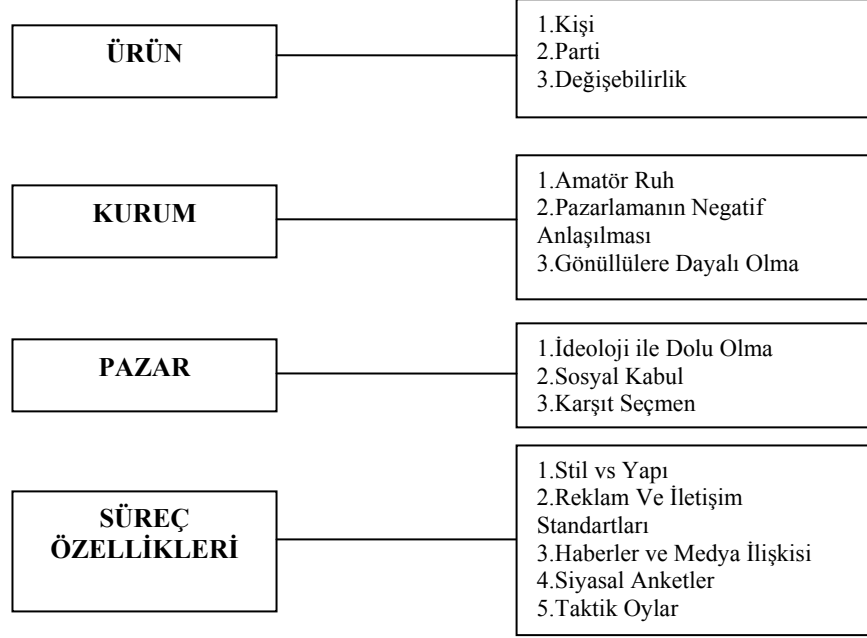 ÜRÜN
1.Kişi
2.Parti
3.Değişebilirlik
KURUM
1.Amatör Ruh
2.Pazarlamanın Negatif
Anlaşılması
3.Gönüllülere Dayalı Olma
PAZAR
1.İdeoloji ile Dolu Olma
2.Sosyal Kabul
3.Karşıt Seçmen
SÜREÇ
ÖZELLİKLERİ
1.Stil vs Yapı
2.Reklam Ve İletişim
Standartları
3.Haberler ve Medya İlişkisi
4.Siyasal Anketler
5.Taktik Oylar